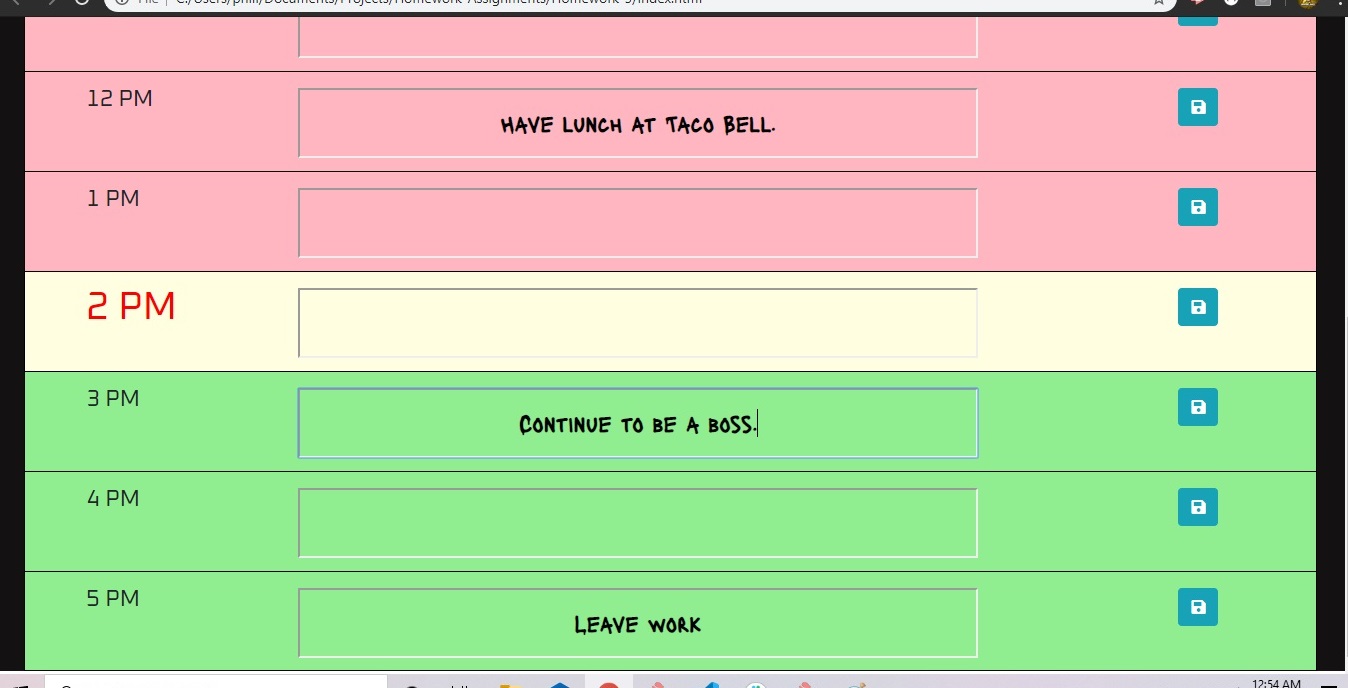 12 PM
HAVE LUNCH AT TACO BELL.
1 PM
2 PM
3 PM
CONTINUE TO BE A BOSS.
4 PM
5 PM
LEAVE WORK
12:54 AM